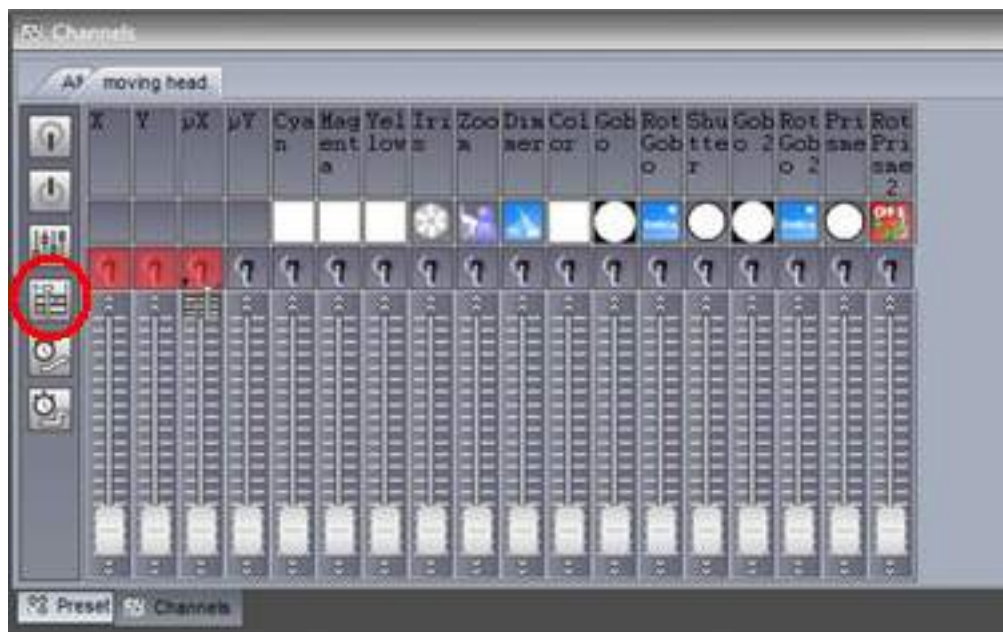 Channels
All moving head
X Y µX µY Cya Mag Yel Iri Zoo Dim Col Gob Rot Shu Gob Rot Pri Rot
n ent low s m mer or o Gob tte o 2 Gob sme Pri
a o r o 2 sme
2
OFF
Preset Channels